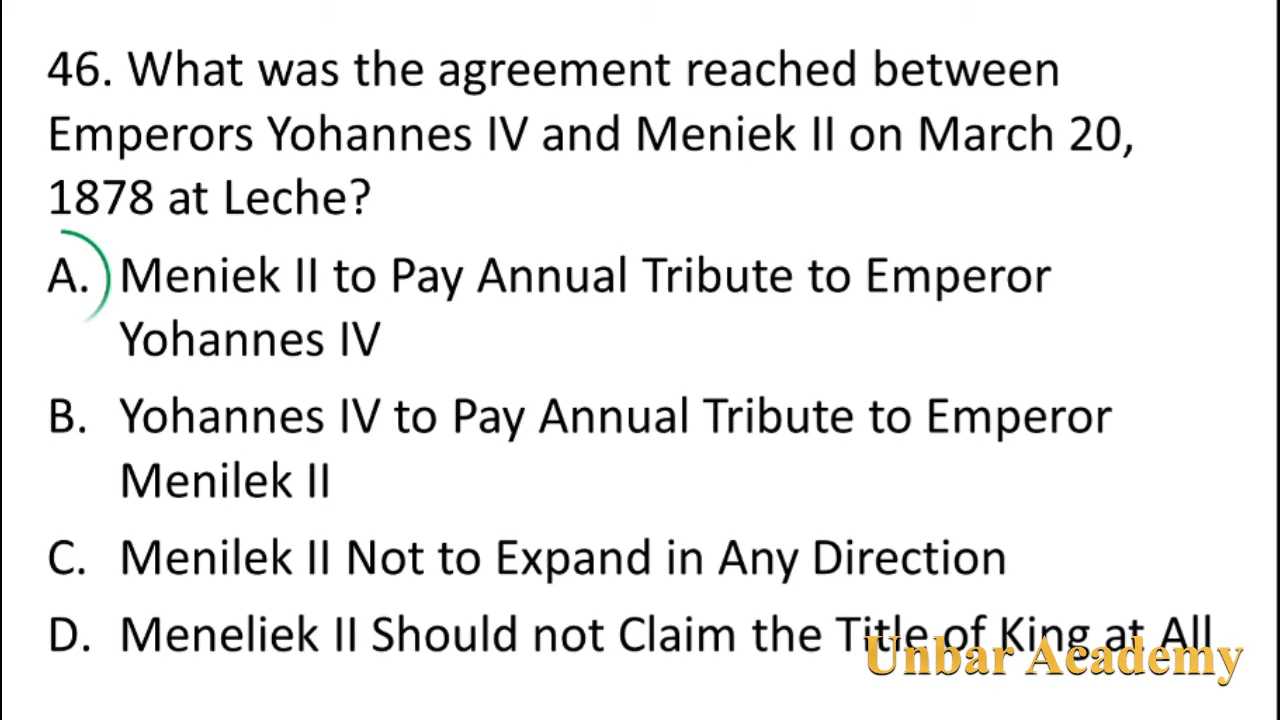 46. What was the agreement reached between
Emperors Yohannes IV and Meniek II on March 20,
1878 at Leche?
A. Meniek II to Pay Annual Tribute to Emperor
Yohannes IV
B. Yohannes IV to Pay Annual Tribute to Emperor
Menilek II
C. Menilek II Not to Expand in Any Direction
D. Meneliek II Should not Claim the Title of King at All
Unbar Academy